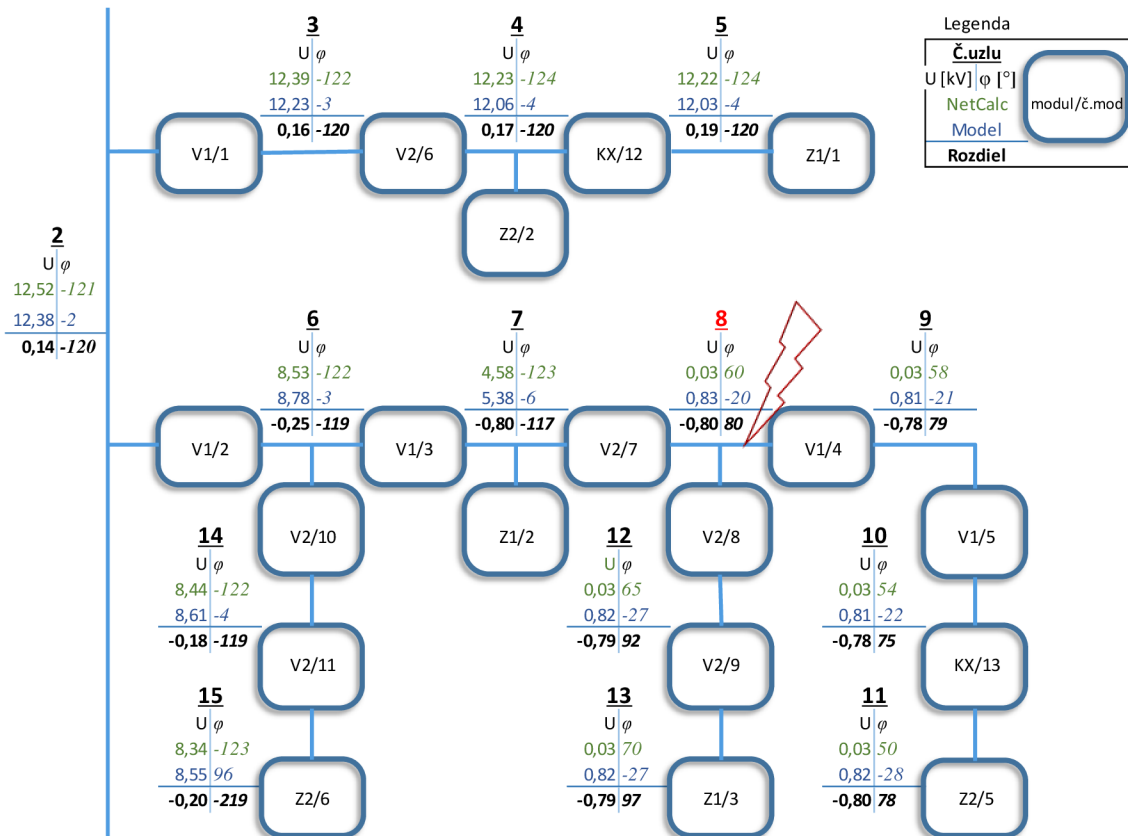 3
U φ
12,39 -122
12,23 -3
0,16 -120
4
U φ
12,23 -124
12,06 -4
0,17 -120
5
U φ
12,22 -124
12,03 -4
0,19 -120
Legenda
Č.uzlu
U [kV] φ [°]
NetCalc
Model
Rozdiel
modul/č.mod
V1/1
V2/6
KX/12
Z1/1
Z2/2
2
U φ
12,52 -121
12,38 -2
0,14 -120
6
U φ
8,53 -122
8,78 -3
-0,25 -119
7
U φ
4,58 -123
5,38 -6
-0,80 -117
8
U φ
0,03 60
0,83 -20
-0,80 80
9
U φ
0,03 58
0,81 -21
-0,78 79
V1/2
V1/3
V2/7
V1/4
V2/10
Z1/2
V2/8
V1/5
14
U φ
8,44 -122
8,61 -4
-0,18 -119
12
U φ
0,03 65
0,82 -27
-0,79 92
10
U φ
0,03 54
0,81 -22
-0,78 75
V2/11
V2/9
KX/13
15
U φ
8,34 -123
8,55 96
-0,20 -219
13
U φ
0,03 70
0,82 -27
-0,79 97
11
U φ
0,03 50
0,82 -28
-0,80 78
Z2/6
Z1/3
Z2/5